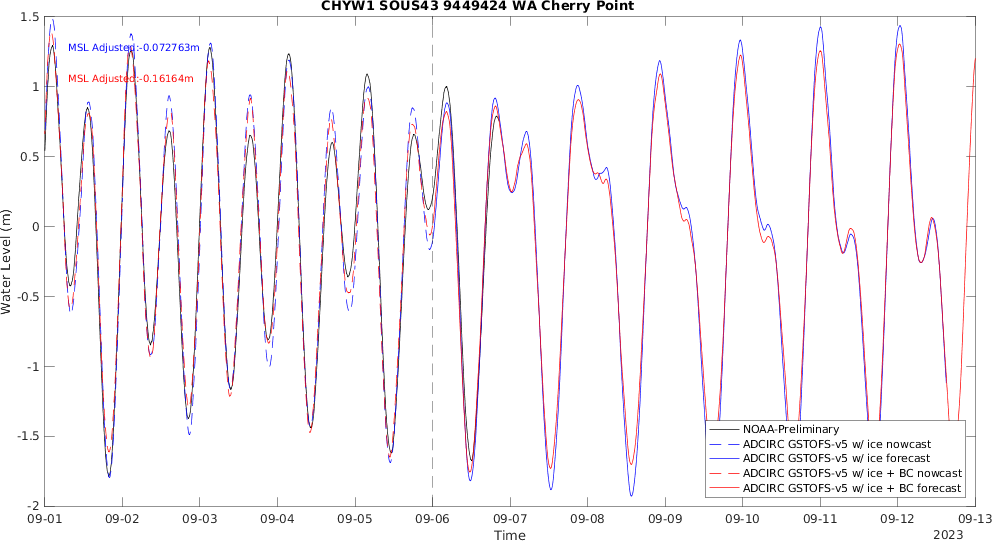 CHYW1 SOUS43 9449424 WA Cherry Point
MSL Adjusted:-0.072763m
MSL Adjusted:-0.16164m
Water Level (m)
1.5
1
0.5
0
-0.5
-1
-1.5
-2
NOAA-Preliminary
ADCIRC GSTOFS-v5 w/ ice nowcast
ADCIRC GSTOFS-v5 w/ ice forecast
ADCIRC GSTOFS-v5 w/ ice + BC nowcast
ADCIRC GSTOFS-v5 w/ ice + BC forecast
09-01 09-02 09-03 09-04 09-05 09-06 09-07 09-08 09-09 09-10 09-11 09-12 09-13
Time
2023